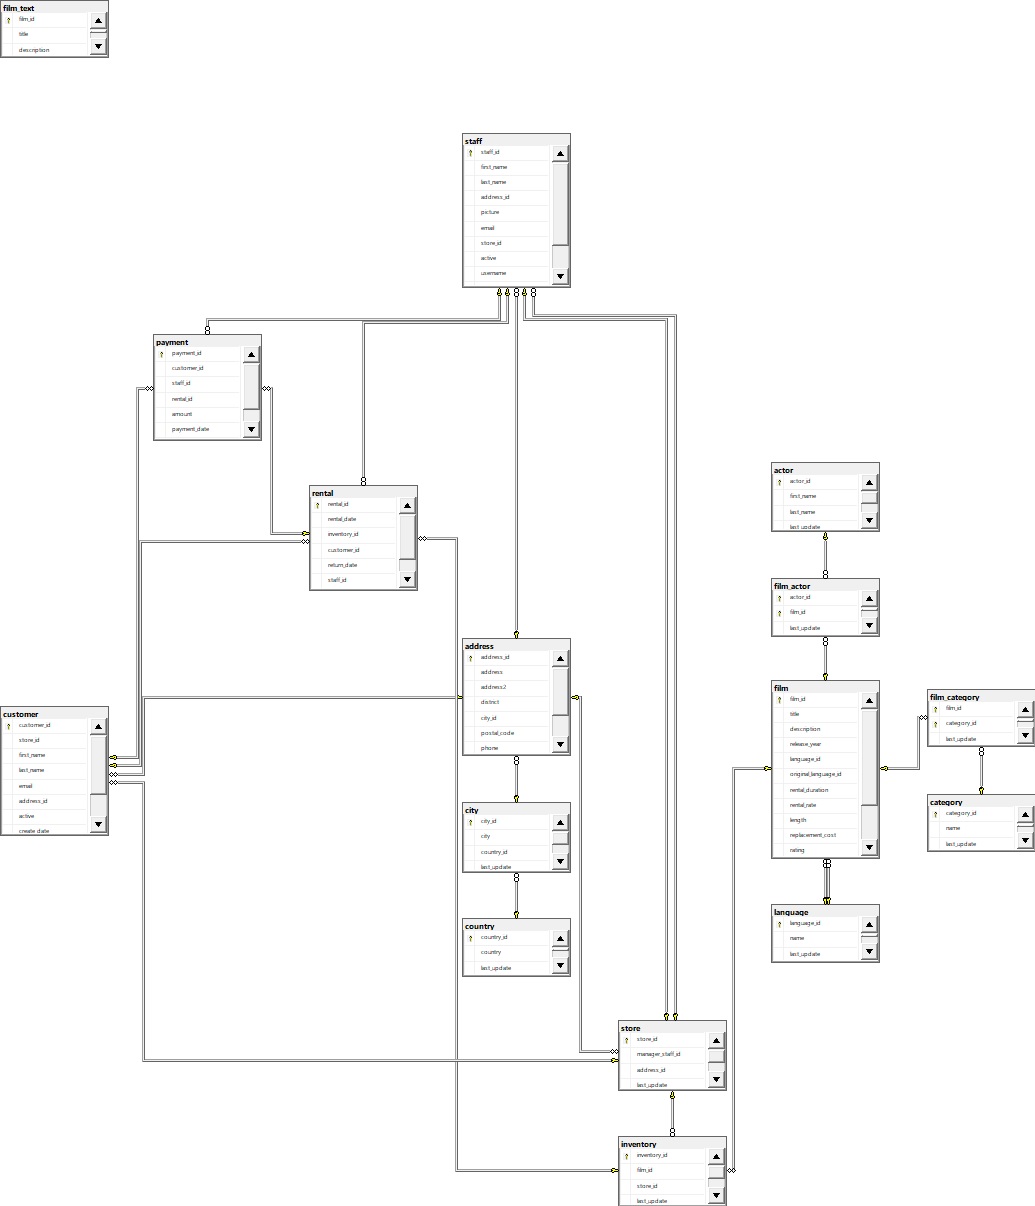 film_text
film_id
title
description
staff
staff_id
first_name
last_name
address_id
picture
email
store_id
active
username
payment
payment_id
customer_id
staff_id
rental_id
amount
payment_date
rental
rental_id
rental_date
inventory_id
customer_id
return_date
staff_id
actor
actor_id
first_name
last_name
last_update
film_actor
actor_id
film_id
last_update
address
address_id
address
address2
district
city_id
postal_code
phone
film
film_id
title
description
release_year
language_id
original_language_id
rental_duration
rental_rate
length
replacement_cost
rating
film_category
film_id
category_id
last_update
customer
customer_id
store_id
first_name
last_name
email
address_id
active
create_date
city
city_id
city
country_id
last_update
category
category_id
name
last_update
country
country_id
country
last_update
language
language_id
name
last_update
store
store_id
manager_staff_id
address_id
last_update
inventory
inventory_id
film_id
store_id
last_update